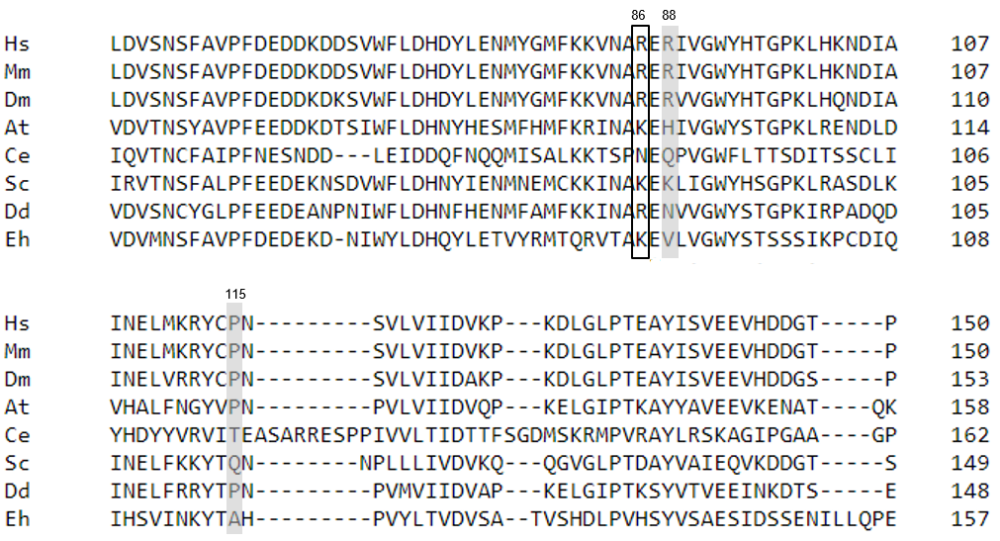 86 88
Hs LDVSNSFAVPFDEDDKDDSVWFLDHDYLENMYGMFKKVNARERIVGWYHTGPKLHKNDIA 107
Mm LDVSNSFAVPFDEDDKDDSVWFLDHDYLENMYGMFKKVNARERIVGWYHTGPKLHKNDIA 107
Dm LDVSNSFAVPFDEDDKDKSVWFLDHDYLENMYGMFKKVNARERVVGWYHTGPKLHQNDIA 110
At VDVTNSYAVPFEEDDKDTSIWFLDHNYHESMFHMFKRINAKEHIVGWYSTGPKLRENDLD 114
Ce IQVTNCFAIPFNESNDD---LEIDDQFNQQMISALKKTSPNEQPVGWFLTTSDITSSCLI 106
Sc IRVTNSFALPFEEDEKNSDVWFLDHNYIENMNEMCKKINAKEKLIGWYHSGPKLRASDLK 105
Dd VDVSNCYGLPFEEDEANPNIWFLDHNFHENMFAMFKKINARENVVGWYSTGPKIRPADQD 105
Eh VDVMNSFAVPFDEDEKD-NIWYLDHQYLETVYRMTQRVTAKEVLVGWYSTSSSIKPCDIQ 108
115
Hs INELMKRYCPN---------SVLVIIDVKP---KDLGLPTEAYISVEEVHDDGT-----P 150
Mm INELMKRYCPN---------SVLVIIDVKP---KDLGLPTEAYISVEEVHDDGT-----P 150
Dm INELVRRYCPN---------SVLVIIDAKP---KDLGLPTEAYISVEEVHDDGS-----P 153
At VHALFNGYVPN---------PVLVIIDVQP---KELGIPTKAYYAVEEVKENAT----QK 158
Ce YHDYYVRVITEASARRESPPIVVLTIDTTFSGDMSKRMPVRAYLRSKAGIPGAA----GP 162
Sc INELFKKYTQN---------NPLLLIVDVKQ---QGVGLPTDAYVAIEQVKDDGT-----S 149
Dd INELFRRYTPN---------PVMVIIDVAP---KELGIPTKSYVTVEEINKDTS-----E 148
Eh IHSVINKYTAH---------PVYLTVDVSA--TVSHDLPVHSYVSAESIDSSENILLQPE 157